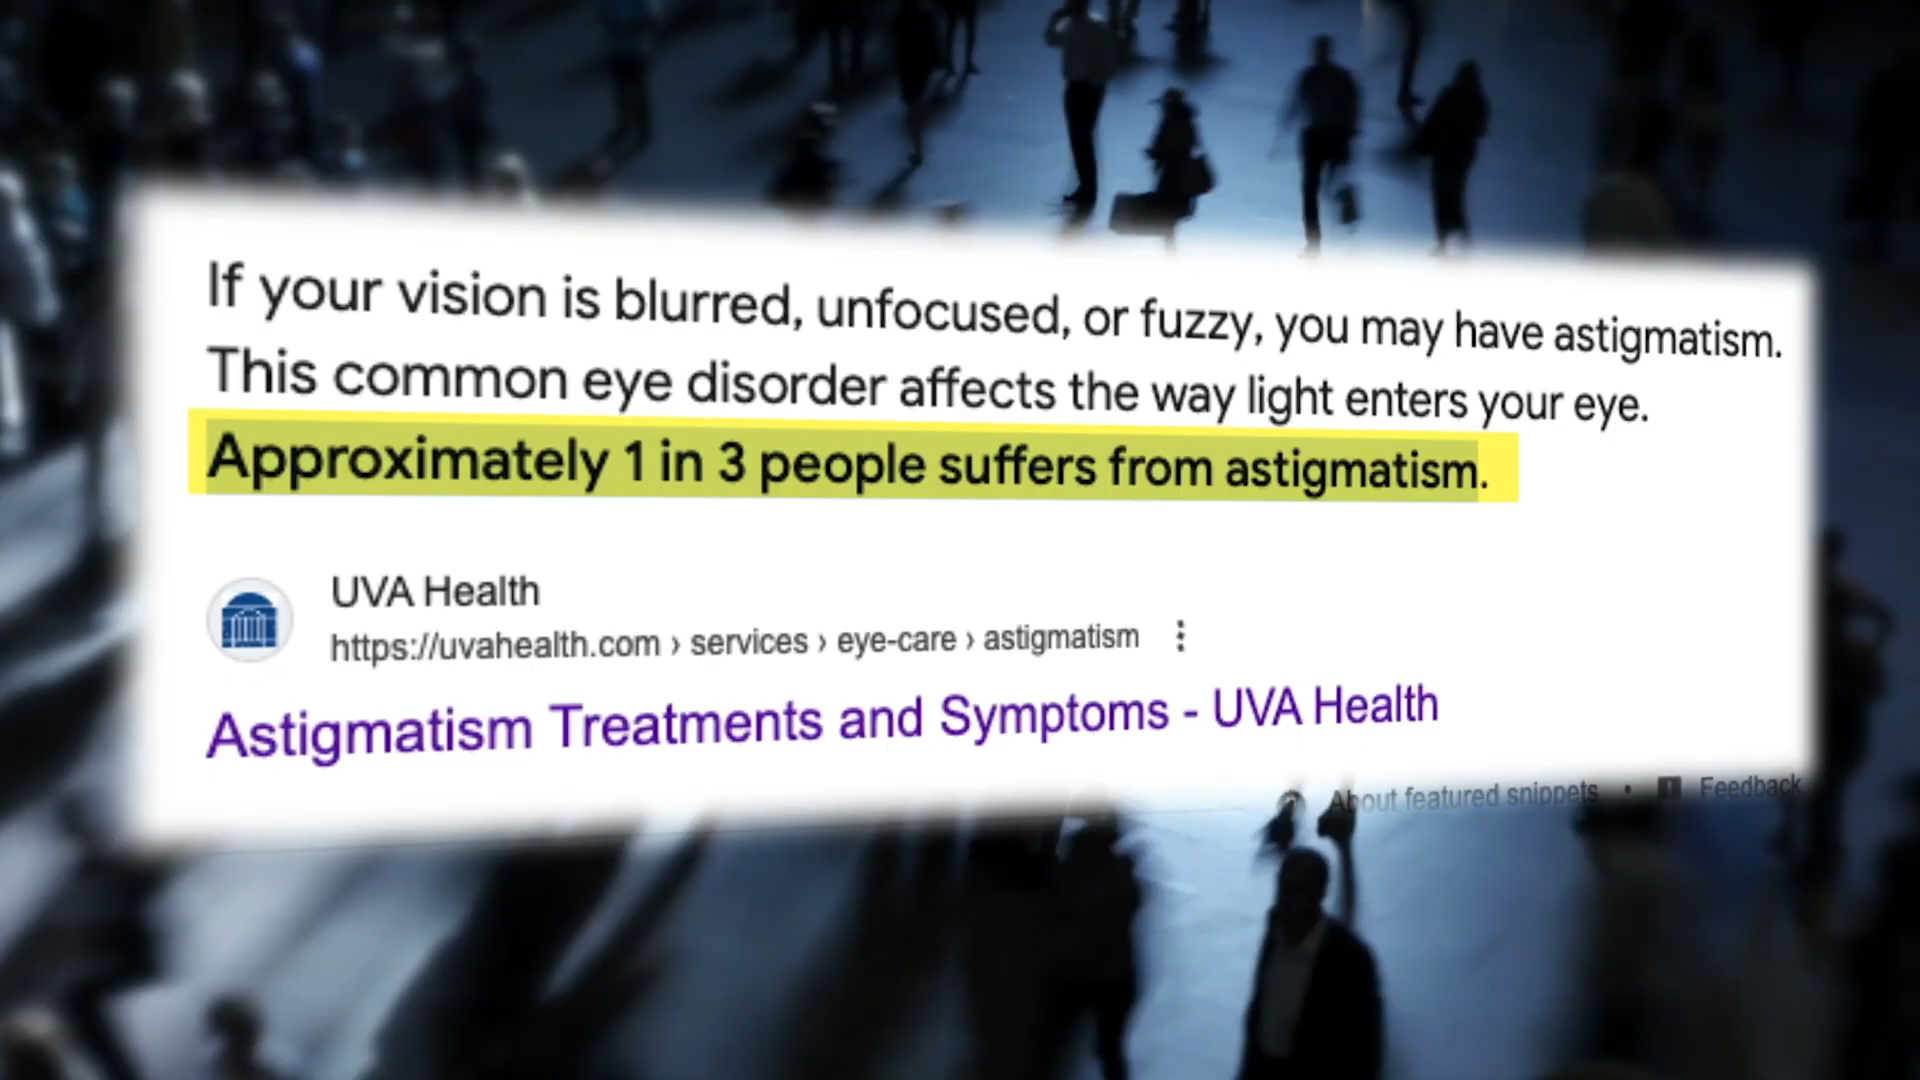 If your vision is blurred, unfocused, or fuzzy, you may have astigmatism.
This common eye disorder affects the way light enters your eye.
Approximately 1 in 3 people suffers from astigmatism.
UVA Health
https://uvahealth.com › services › eye-care › astigmatism
Astigmatism Treatments and Symptoms - UVA Health
About featured snippets • Feedback